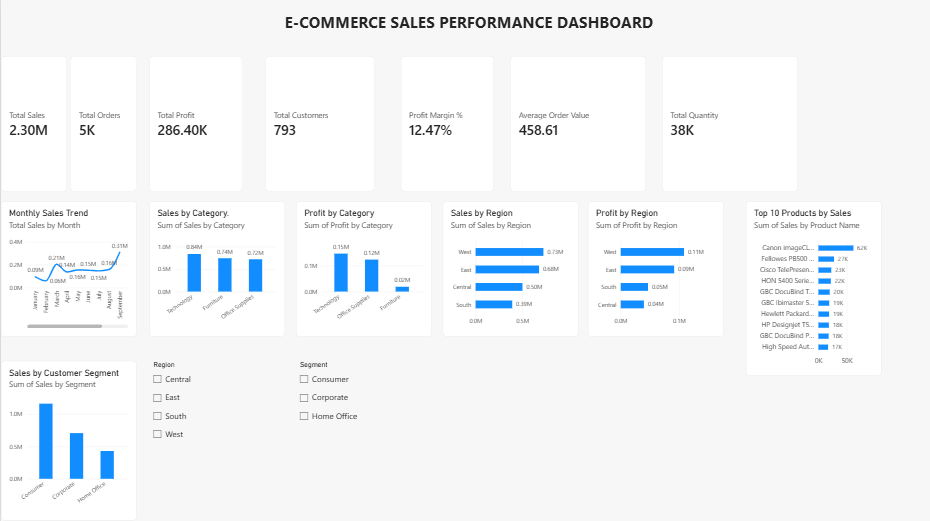 E-COMMERCE SALES PERFORMANCE DASHBOARD
Total Sales
2.30M
Total Orders
5K
Total Profit
286.40K
Total Customers
793
Profit Margin %
12.47%
Average Order Value
458.61
Total Quantity
38K
Monthly Sales Trend
Total Sales by Month
0.4M
0.2M
0.0M
0.09M
0.06M
0.21M
0.14M
0.16M
0.15M
0.15M
0.16M
0.31M
January
February
March
April
May
June
July
August
September
Sales by Category.
Sum of Sales by Category
1.0M
0.5M
0.0M
0.84M
0.74M
0.72M
Technology
Furniture
Office Supplies
Profit by Category
Sum of Profit by Category
0.1M
0.0M
0.15M
0.12M
0.02M
Technology
Office Supplies
Furniture
Sales by Region
Sum of Sales by Region
West 0.73M
East 0.68M
Central 0.50M
South 0.39M
0.0M 0.5M
Profit by Region
Sum of Profit by Region
West 0.11M
East 0.09M
South 0.05M
Central 0.04M
0.0M 0.1M
Top 10 Products by Sales
Sum of Sales by Product Name
Canon imageCL... 62K
Fellowes PB500 ... 27K
Cisco TelePresen... 23K
HON 5400 Serie... 22K
GBC DocuBind T... 20K
GBC Ibimaster 5... 19K
Hewlett Packard... 19K
HP Designjet T5... 18K
GBC DocuBind P... 18K
High Speed Aut... 17K
0K 50K
Sales by Customer Segment
Sum of Sales by Segment
1.0M
0.5M
0.0M
Consumer
Corporate
Home Office
Region
Central
East
South
West
Segment
Consumer
Corporate
Home Office